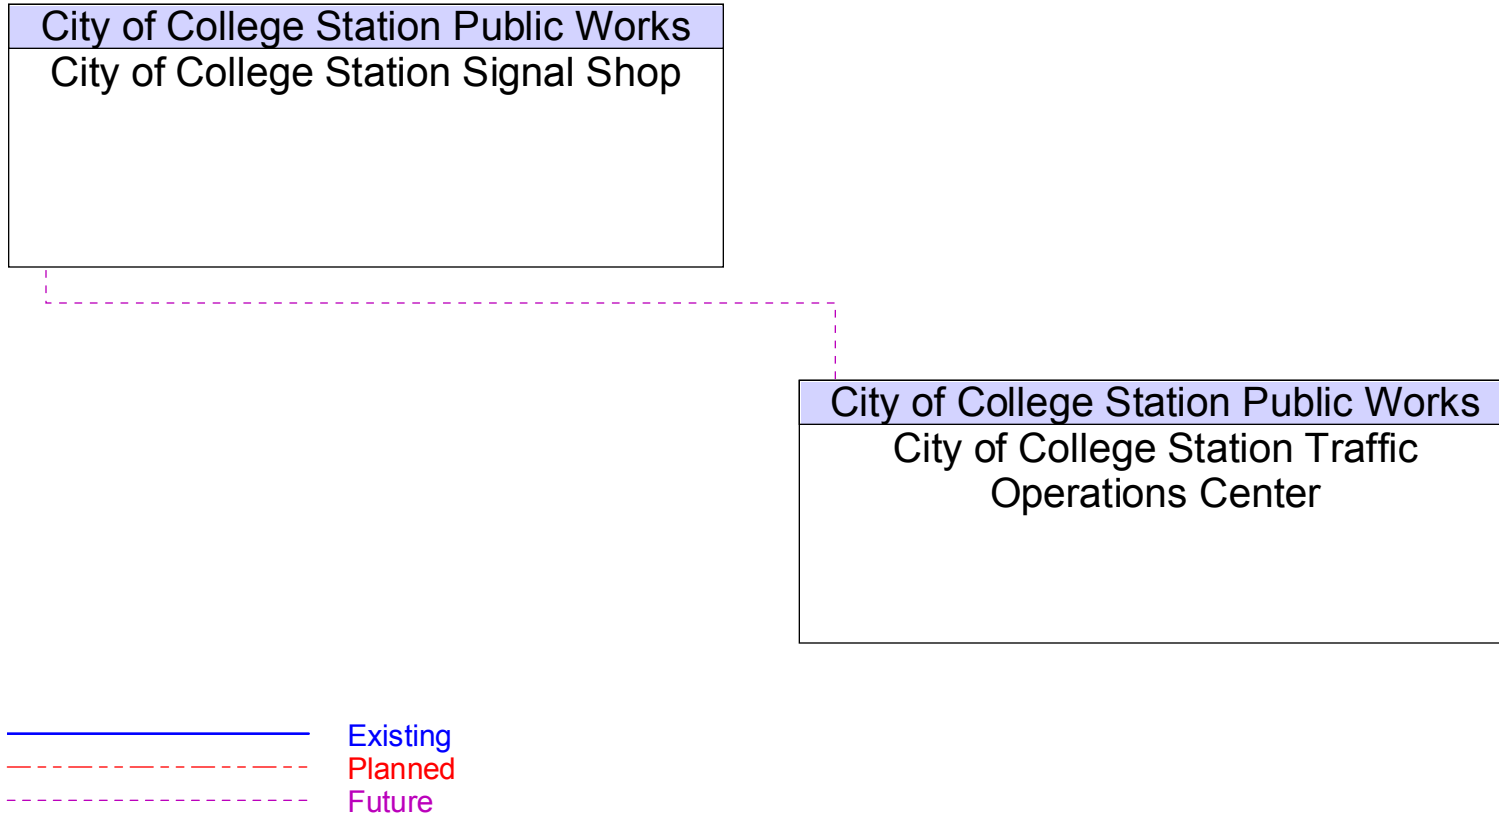 City of College Station Public Works
City of College Station Signal Shop
City of College Station Public Works
City of College Station Traffic
Operations Center
Existing
Planned
Future